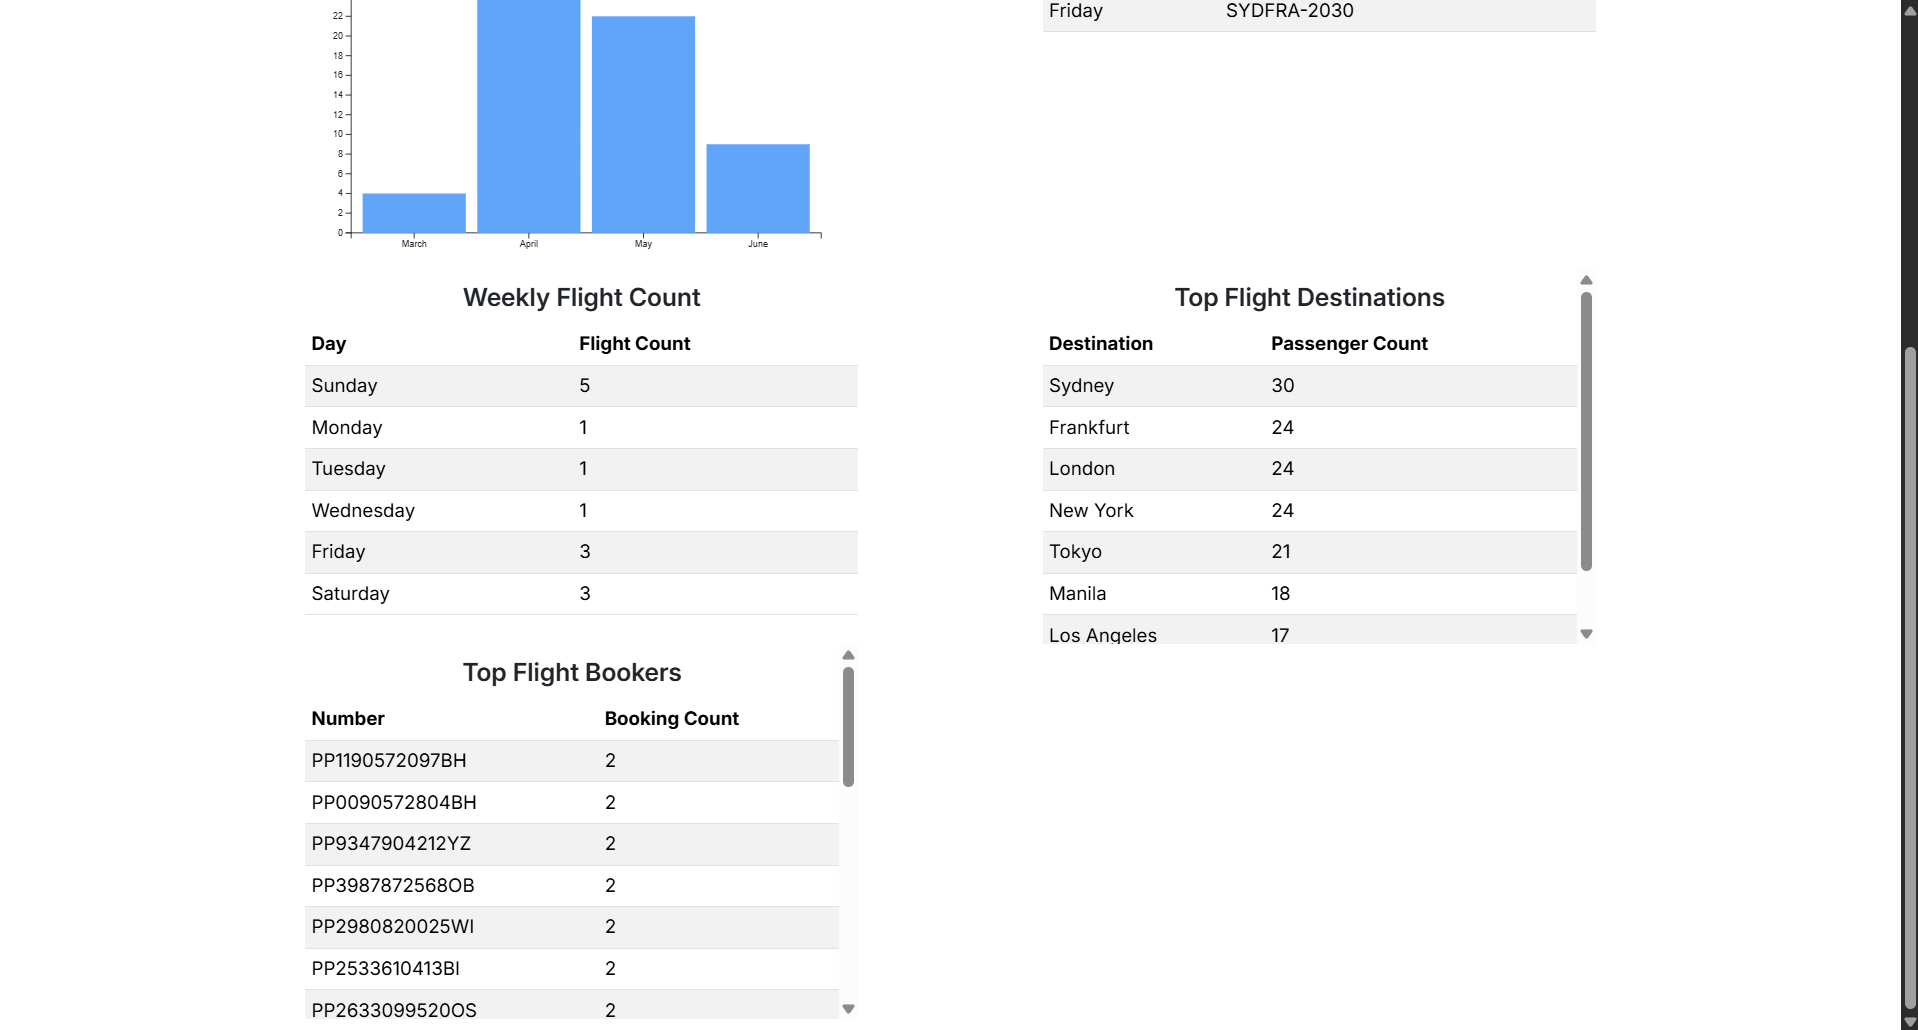 22
20
18
16
14
12
10
8
6
4
2
0
March April May June
Friday SYDFRA-2030
Weekly Flight Count
Day Flight Count
Sunday 5
Monday 1
Tuesday 1
Wednesday 1
Friday 3
Saturday 3
Top Flight Destinations
Destination Passenger Count
Sydney 30
Frankfurt 24
London 24
New York 24
Tokyo 21
Manila 18
Los Angeles 17
Top Flight Bookers
Number Booking Count
PP1190572097BH 2
PP0090572804BH 2
PP9347904212YZ 2
PP3987872568OB 2
PP2980820025WI 2
PP2533610413BI 2
PP2633099520OS 2